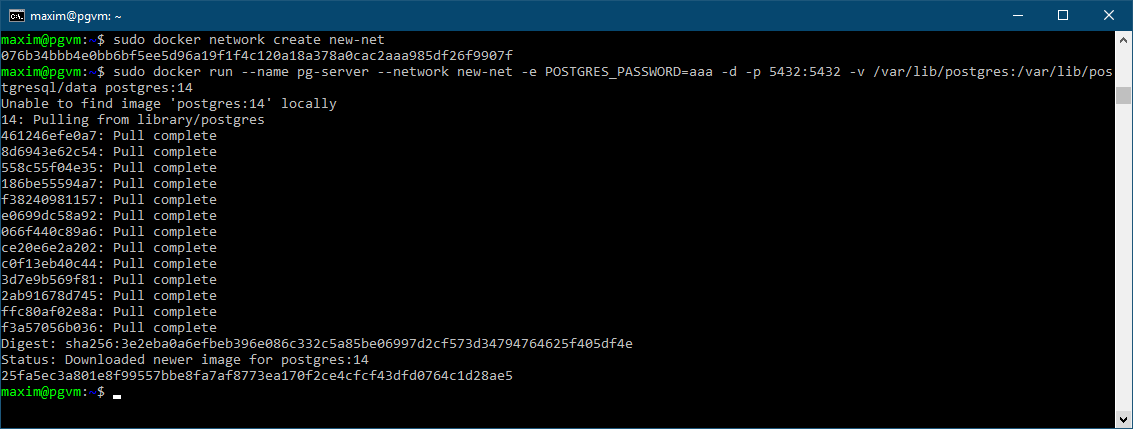 maxim@pgvm: ~
maxim@pgvm:~$ sudo docker network create new-net
076b34bbb4e0bb6bf5ee5d96a19f1f4c120a18a378a0cac2aaa985df26f9907f
maxim@pgvm:~$ sudo docker run --name pg-server --network new-net -e POSTGRES_PASSWORD=aaa -d -p 5432:5432 -v /var/lib/postgres:/var/lib/pos
tgresql/data postgres:14
Unable to find image 'postgres:14' locally
14: Pulling from library/postgres
461246efe0a7: Pull complete
8d6943e62c54: Pull complete
558c55f04e35: Pull complete
186be55594a7: Pull complete
f38240981157: Pull complete
e0699dc58a92: Pull complete
066f440c89a6: Pull complete
ce20e6e2a202: Pull complete
c0f13eb40c44: Pull complete
3d7e9b569f81: Pull complete
2ab91678d745: Pull complete
ffc80af02e8a: Pull complete
f3a57056b036: Pull complete
Digest: sha256:3e2eba0a6efbeb396e086c332c5a85be06997d2cf573d34794764625f405df4e
Status: Downloaded newer image for postgres:14
25fa5ec3a801e8f99557bbe8fa7af8773ea170f2ce4cfcf43dfd0764c1d28ae5
maxim@pgvm:~$